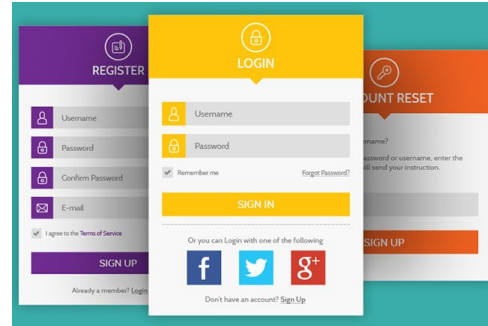 REGISTER
Username
Password
Confirm Password
E-mail
I agree to the Terms of Service
SIGN UP
Already a member? Login
LOGIN
Username
Password
Remember me
Forgot Password?
SIGN IN
Or you can Login with one of the following
f
g+
Don't have an account? Sign Up
OUNT RESET
name?
assword or username, enter the
ill send your instruction.
SIGN UP